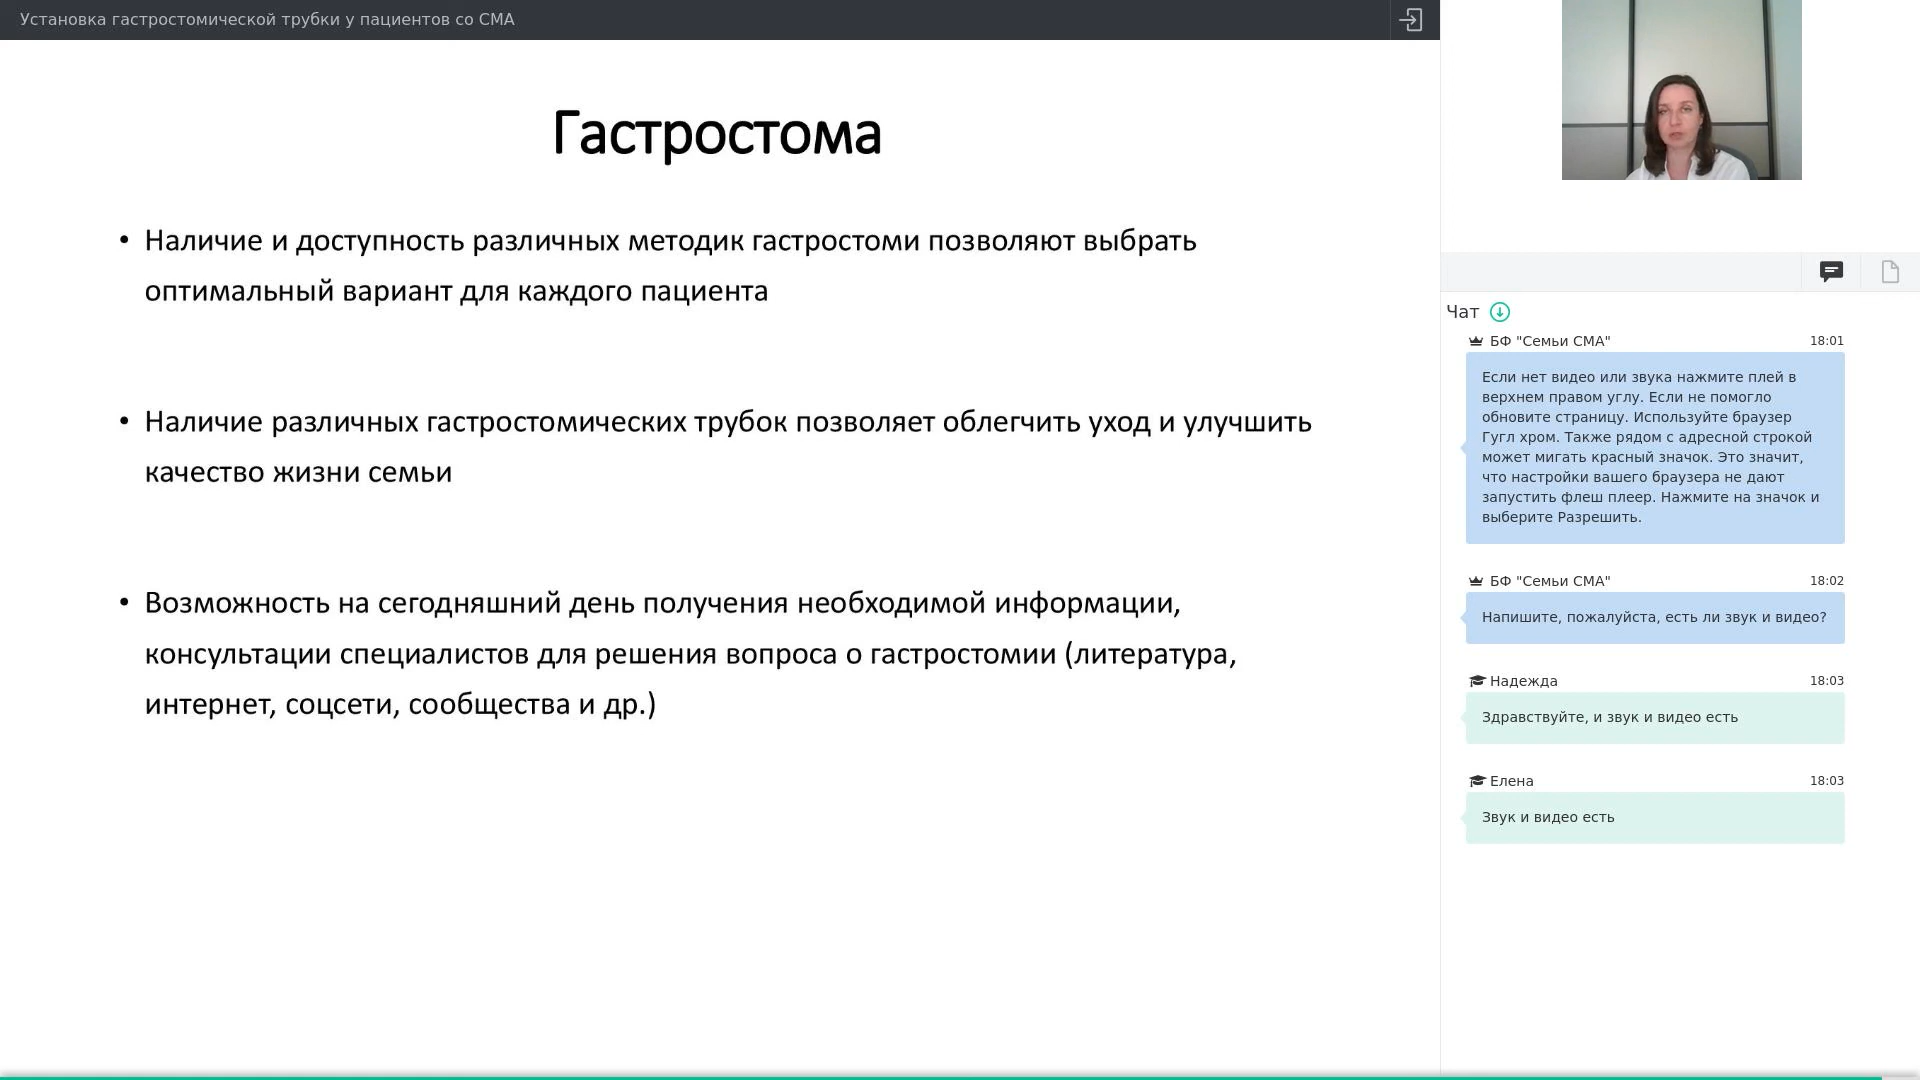 Установка гастростомической трубки у пациентов со СМА
Гастростома
• Наличие и доступность различных методик гастростоми позволяют выбрать
оптимальный вариант для каждого пациента
• Наличие различных гастростомических трубок позволяет облегчить уход и улучшить
качество жизни семьи
• Возможность на сегодняшний день получения необходимой информации,
консультации специалистов для решения вопроса о гастростомии (литература,
интернет, соцсети, сообщества и др.)
Чат
БФ "Семьи СМА" 18:01
Если нет видео или звука нажмите плей в
верхнем правом углу. Если не помогло
обновите страницу. Используйте браузер
Гугл хром. Также рядом с адресной строкой
может мигать красный значок. Это значит,
что настройки вашего браузера не дают
запустить флеш плеер. Нажмите на значок и
выберите Разрешить.
БФ "Семьи СМА" 18:02
Напишите, пожалуйста, есть ли звук и видео?
Надежда 18:03
Здравствуйте, и звук и видео есть
Елена 18:03
Звук и видео есть